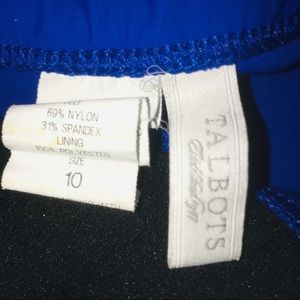 69% NYLON
31% SPANDEX
LINING
100% POLYESTER
SIZE
10
TALBOTS